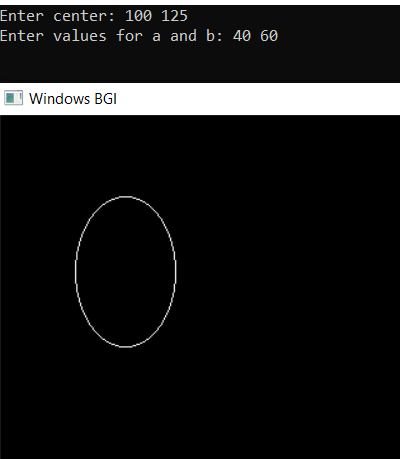 Enter center: 100 125
Enter values for a and b: 40 60
Windows BGI